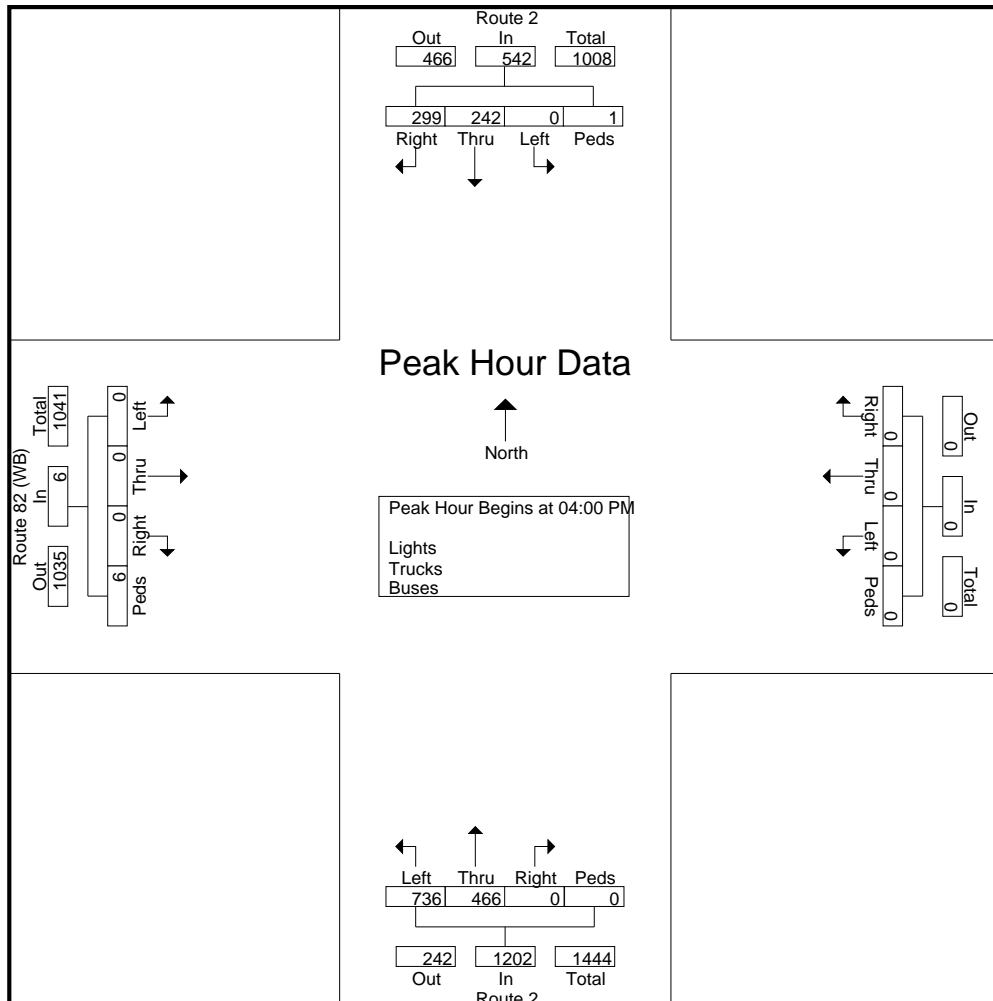 Route 2
Out In Total
466 542 1008
299 242 0 1
Right Thru Left Peds
Peak Hour Data
North
Peak Hour Begins at 04:00 PM
Lights
Trucks
Buses
Route 82 (WB)
Out In Total
1035 6 1041
6 0 0 0
Peds Right Thru Left
Out In Total
0 0 0
0 0 0 0
Right Thru Left Peds
Left Thru Right Peds
736 466 0 0
242 1202 1444
Out In Total
Route 2